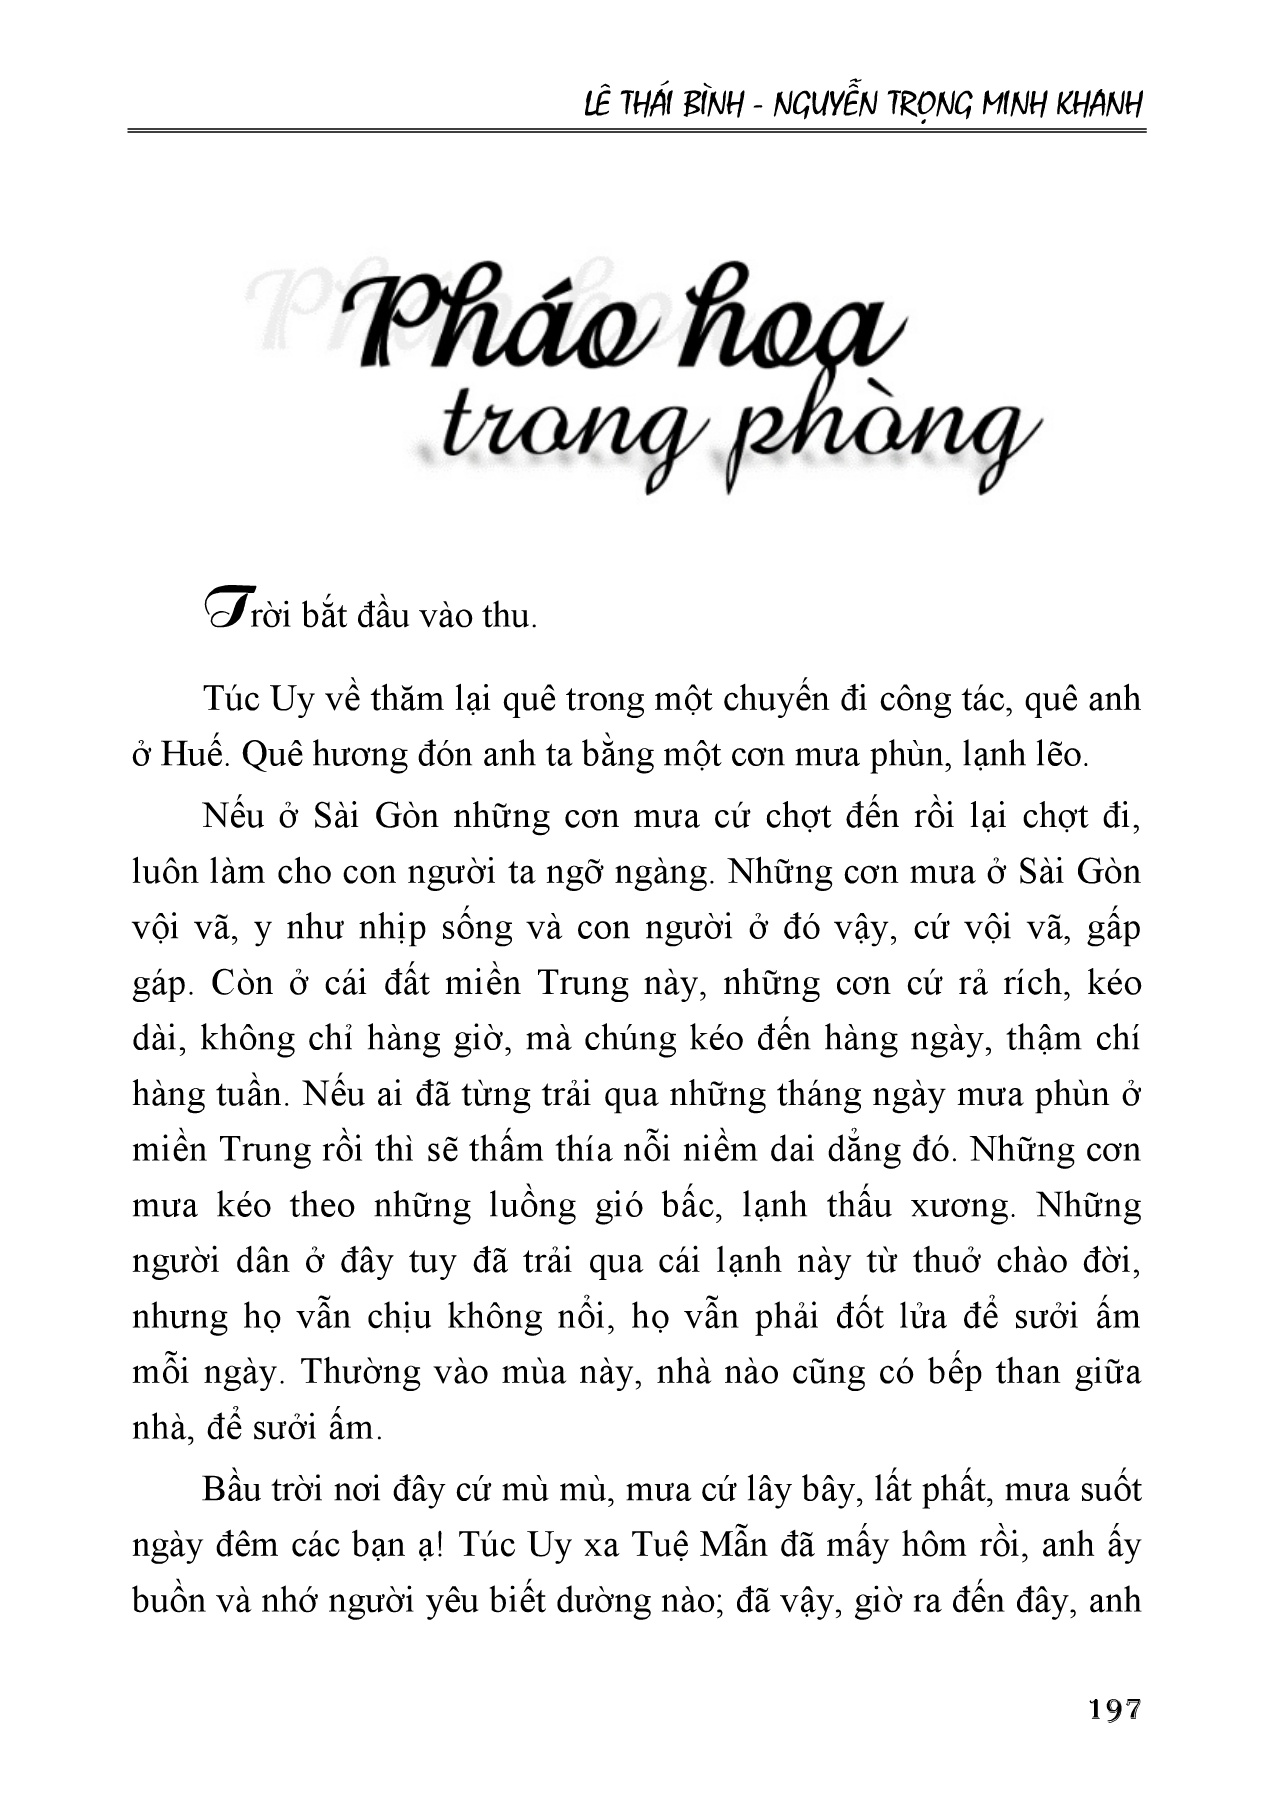 LÊ THÁI BÌNH - NGUYỄN TRỌNG MINH KHANH
Pháo hoa
trong phòng
Trời bắt đầu vào thu.
Túc Uy về thăm lại quê trong một chuyến đi công tác, quê anh
ở Huế. Quê hương đón anh ta bằng một cơn mưa phùn, lạnh lẽo.
Nếu ở Sài Gòn những cơn mưa cứ chợt đến rồi lại chợt đi,
luôn làm cho con người ta ngỡ ngàng. Những cơn mưa ở Sài Gòn
vội vã, y như nhịp sống và con người ở đó vậy, cứ vội vã, gấp
gáp. Còn ở cái đất miền Trung này, những cơn cứ rả rích, kéo
dài, không chỉ hàng giờ, mà chúng kéo đến hàng ngày, thậm chí
hàng tuần. Nếu ai đã từng trải qua những tháng ngày mưa phùn ở
miền Trung rồi thì sẽ thấm thía nỗi niềm dai dẳng đó. Những cơn
mưa kéo theo những luồng gió bấc, lạnh thấu xương. Những
người dân ở đây tuy đã trải qua cái lạnh này từ thuở chào đời,
nhưng họ vẫn chịu không nổi, họ vẫn phải đốt lửa để sưởi ấm
mỗi ngày. Thường vào mùa này, nhà nào cũng có bếp than giữa
nhà, để sưởi ấm.
Bầu trời nơi đây cứ mù mù, mưa cứ lây bây, lất phất, mưa suốt
ngày đêm các bạn ạ! Túc Uy xa Tuệ Mẫn đã mấy hôm rồi, anh ấy
buồn và nhớ người yêu biết dường nào; đã vậy, giờ ra đến đây, anh
197